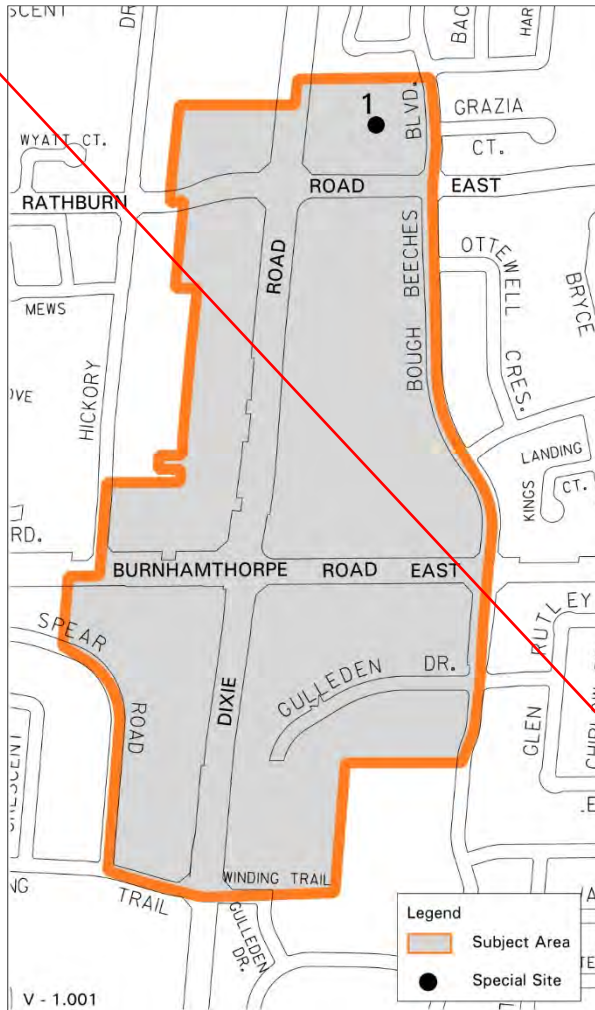 SCENT
DR
BAC
HAR
1
BLVD.
GRAZIA
CT.
WYATT CT.
RATHBURN
ROAD
EAST
ROAD
BEECHES
OTTEWELL
BRYCE
MEWS
BOUGH
CRES.
OVE
HICKORY
LANDING
KINGS
CT.
RD.
BURNHAMTHORPE ROAD EAST
RUTLEY
SPEAR
GULLEDEN DR.
DIXIE
ROAD
GLEN
CRESCENT
WINDING TRAIL
NG
TRAIL
GULLEDEN
DR.
Legend
Subject Area
Special Site
V - 1.001